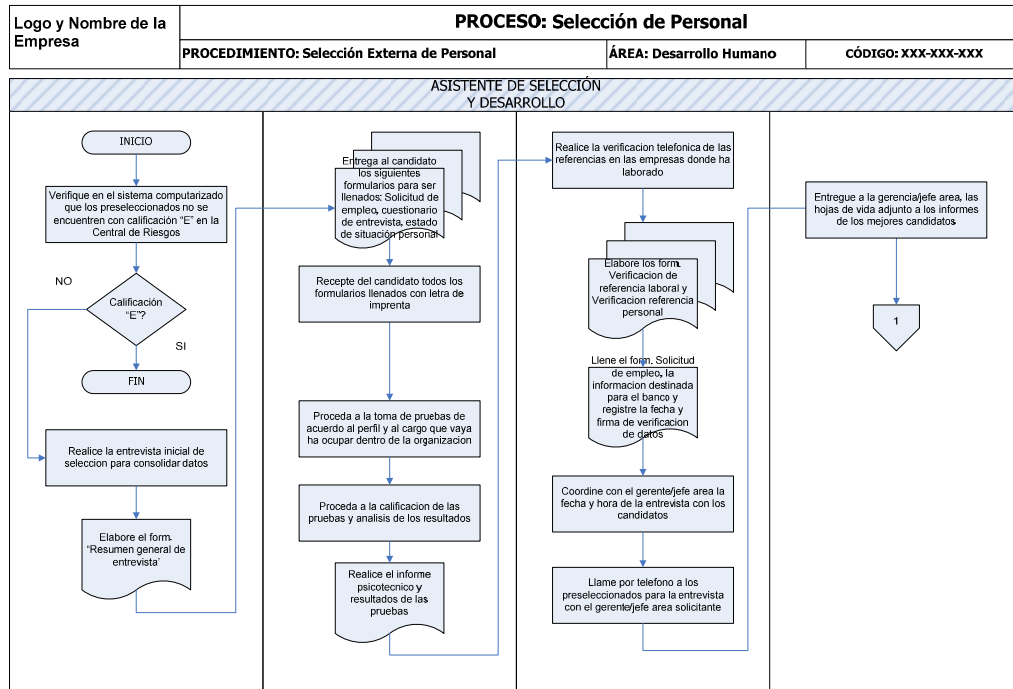 Logo y Nombre de la
Empresa
PROCESO: Selección de Personal
PROCEDIMIENTO: Selección Externa de Personal
ÁREA: Desarrollo Humano
CÓDIGO: XXX-XXX-XXX
ASISTENTE DE SELECCIÓN
Y DESARROLLO
INICIO
Verifique en el sistema computarizado
que los preseleccionados no se
encuentren con calificación "E" en la
Central de Riesgos
NO
Calificación
"E"?
SI
FIN
Realice la entrevista inicial de
seleccion para consolidar datos
Elabore el form.
"Resumen general de
entrevista'
Entrega al candidato
los siguientes
formularios para ser
llenados: Solicitud de
empleo, cuestionario
de entrevista, estado
de situación personal
Recepte del candidato todos los
formularios llenados con letra de
imprenta
Proceda a la toma de pruebas de
acuerdo al perfil y al cargo que vaya
ha ocupar dentro de la organizacion
Proceda a la calificacion de las
pruebas y analisis de los resultados
Realice el informe
psicotecnico y
resultados de las
pruebas
Realice la verificacion telefonica de las
referencias en las empresas donde ha
laborado
Elabore los form.
Verificacion de
referencia laboral y
Verificacion referencia
personal
Llene el form. Solicitud
de empleo, la
informacion destinada
para el banco y
registre la fecha y
firma de verificacion
de datos
Coordine con el gerente/jefe area la
fecha y hora de la entrevista con los
candidatos
Llame por telefono a los
preseleccionados para la entrevista
con el gerente/jefe area solicitante
Entregue a la gerencia/jefe area, las
hojas de vida adjunto a los informes
de los mejores candidatos
1